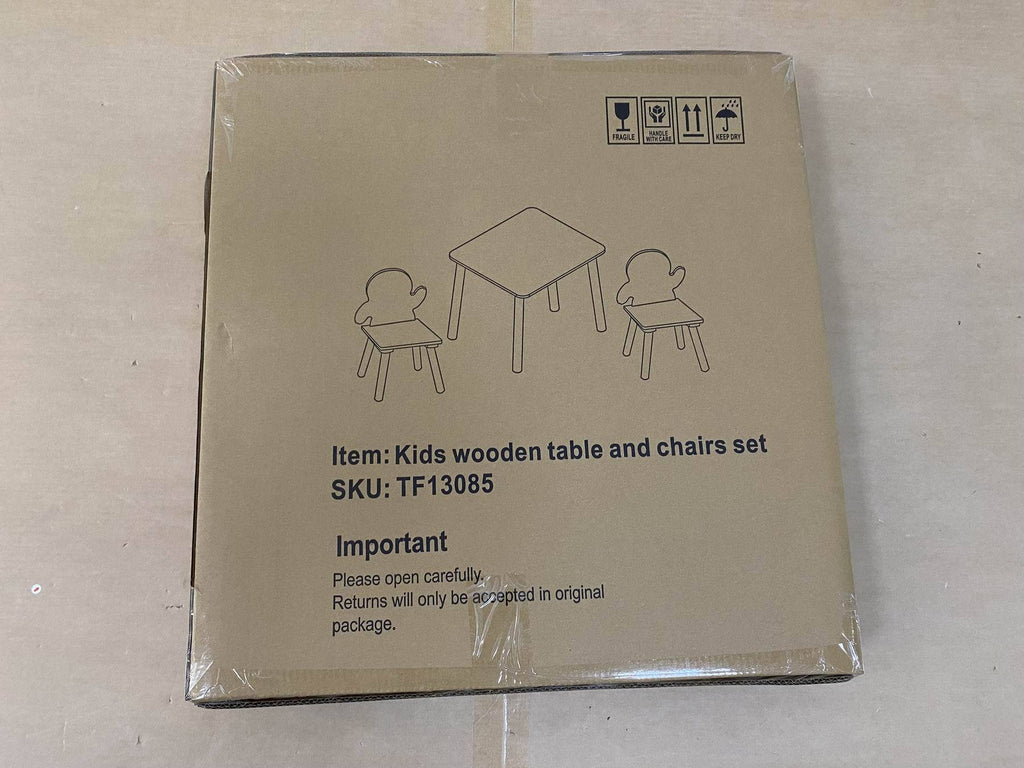 FRAGILE
HANDLE
WITH CARE
KEEP DRY
Item: Kids wooden table and chairs set
SKU: TF13085
Important
Please open carefully.
Returns will only be accepted in original
package.